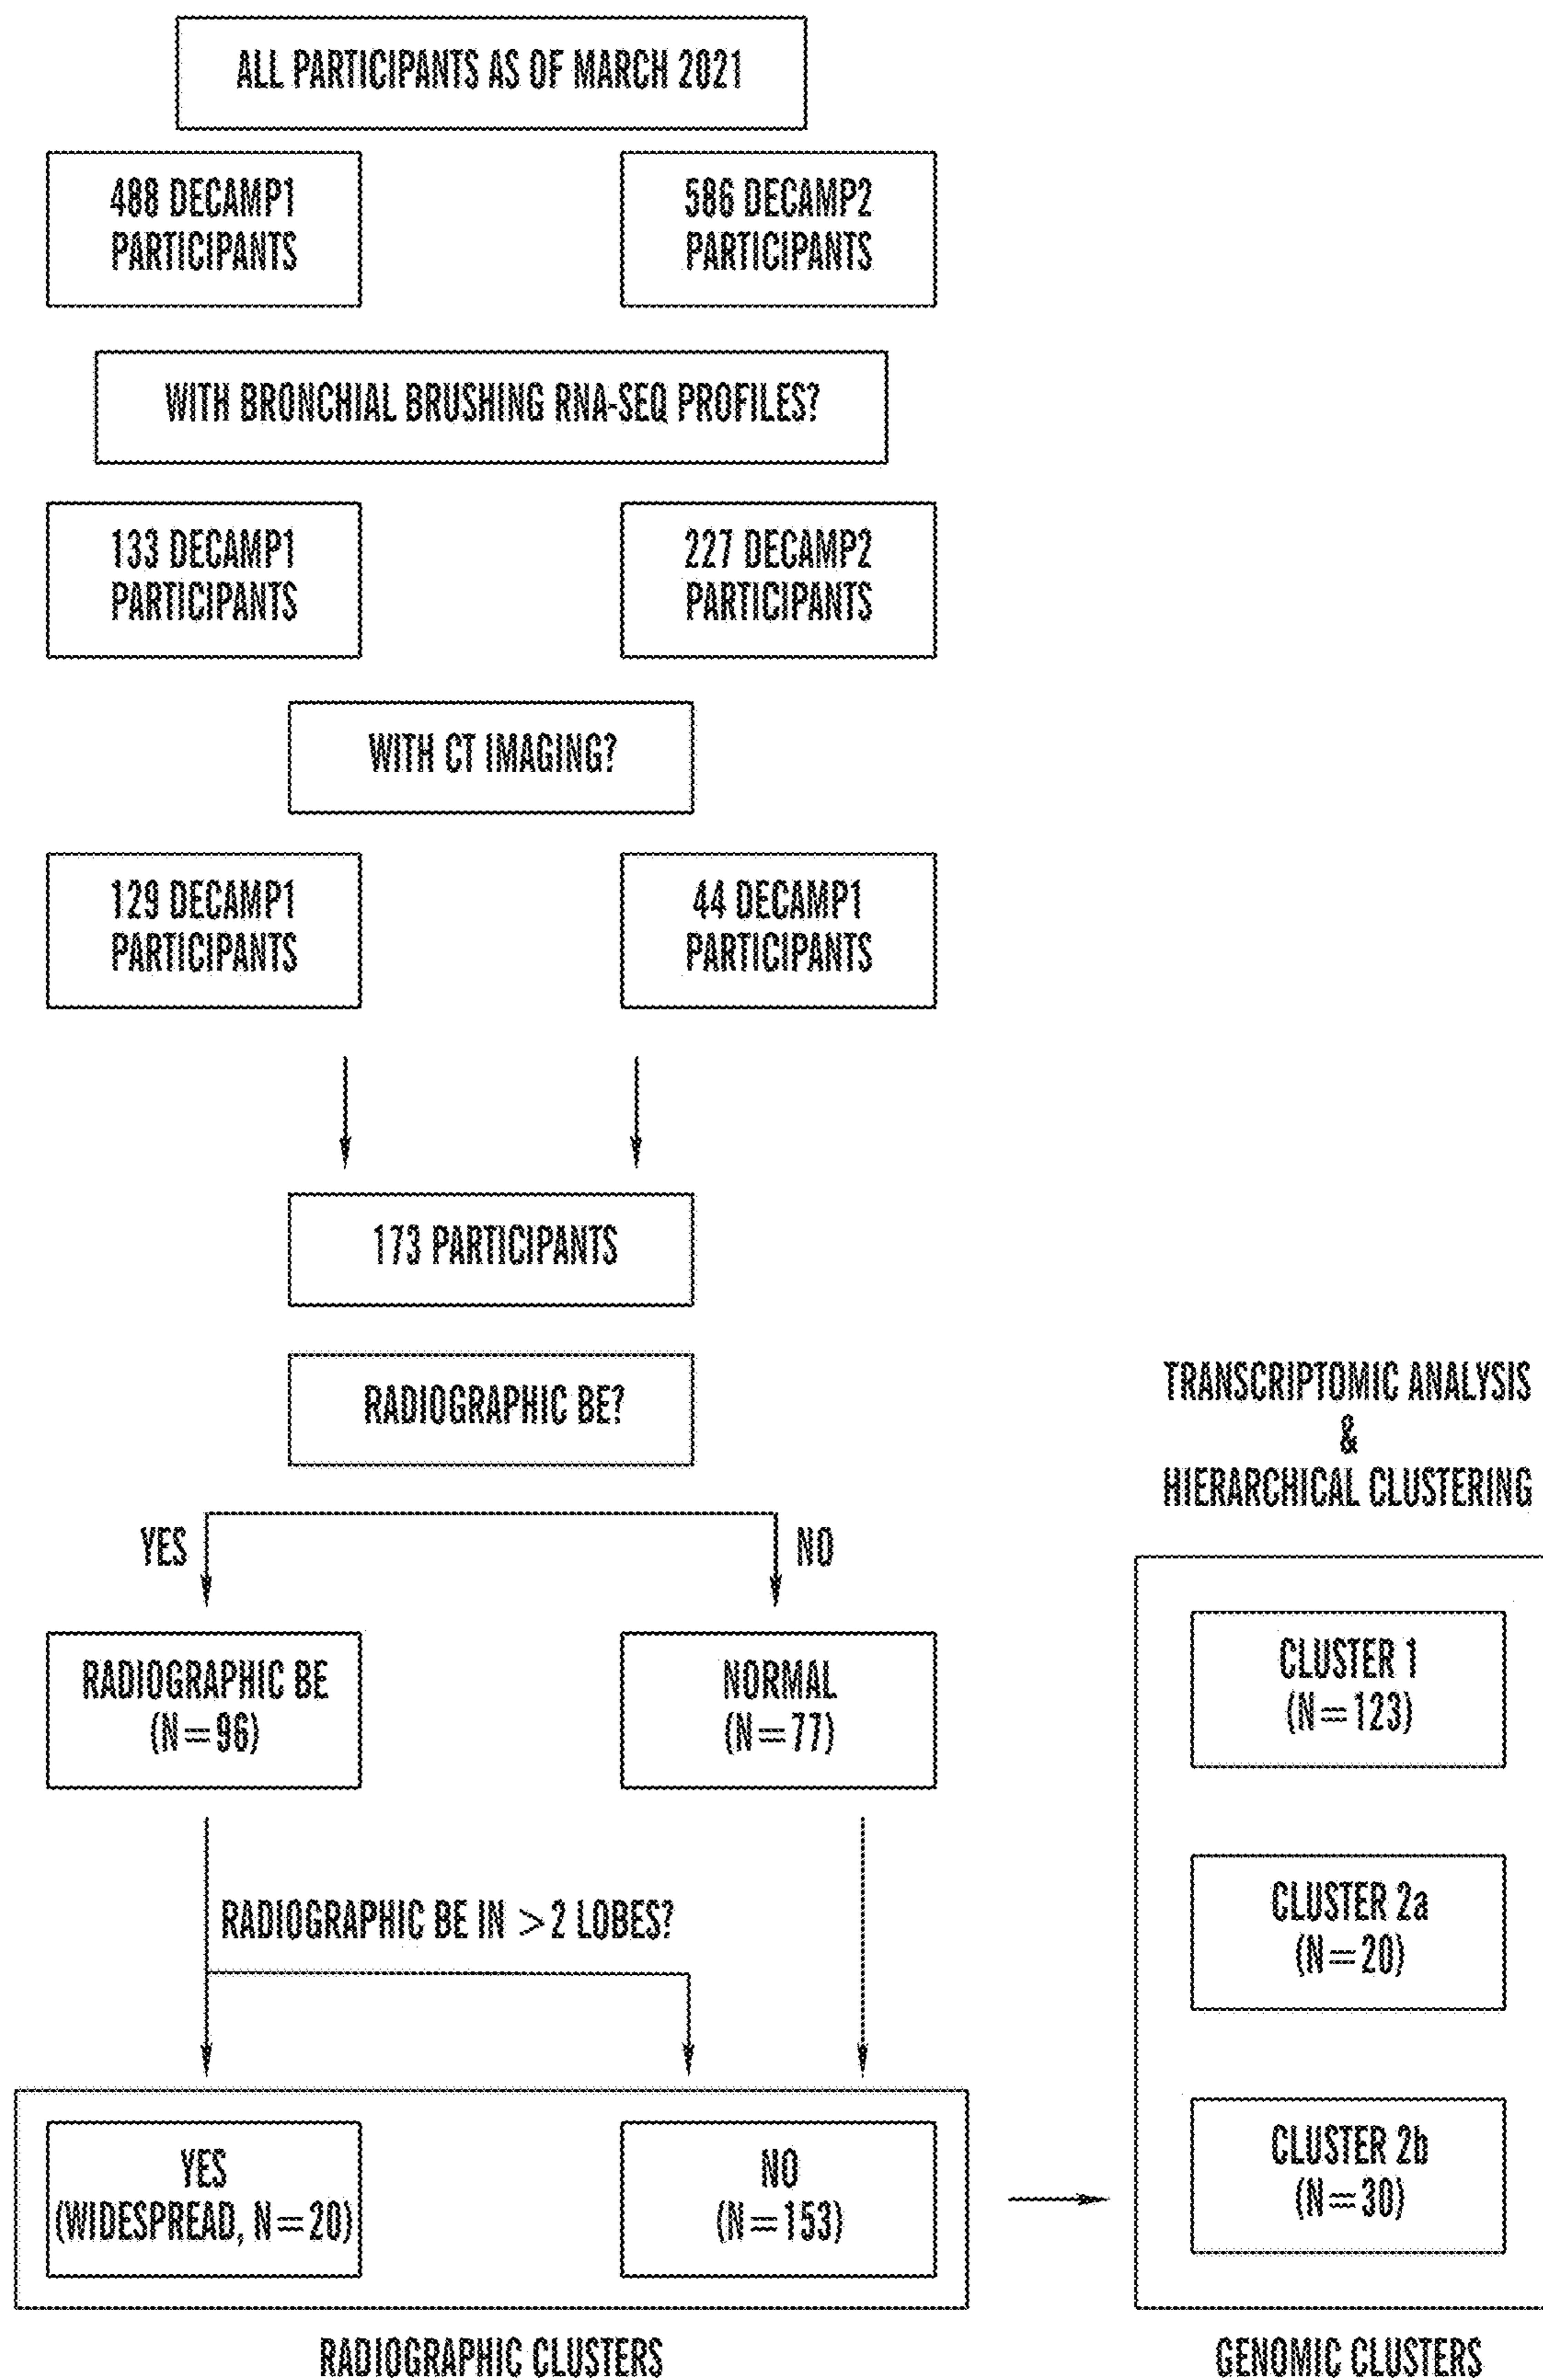 ALL PARTICIPANTS AS OF MARCH 2021
488 DECAMP1
PARTICIPANTS
586 DECAMP2
PARTICIPANTS
WITH BRONCHIAL BRUSHING RNA-SEQ PROFILES?
133 DECAMP1
PARTICIPANTS
227 DECAMP2
PARTICIPANTS
WITH CT IMAGING?
129 DECAMP1
PARTICIPANTS
44 DECAMP1
PARTICIPANTS
173 PARTICIPANTS
RADIOGRAPHIC BE?
YES
NO
RADIOGRAPHIC BE
(N=96)
NORMAL
(N=77)
RADIOGRAPHIC BE IN >2 LOBES?
YES
(WIDESPREAD, N=20)
NO
(N=153)
RADIOGRAPHIC CLUSTERS
TRANSCRIPTOMIC ANALYSIS
&
HIERARCHICAL CLUSTERING
CLUSTER 1
(N=123)
CLUSTER 2a
(N=20)
CLUSTER 2b
(N=30)
GENOMIC CLUSTERS